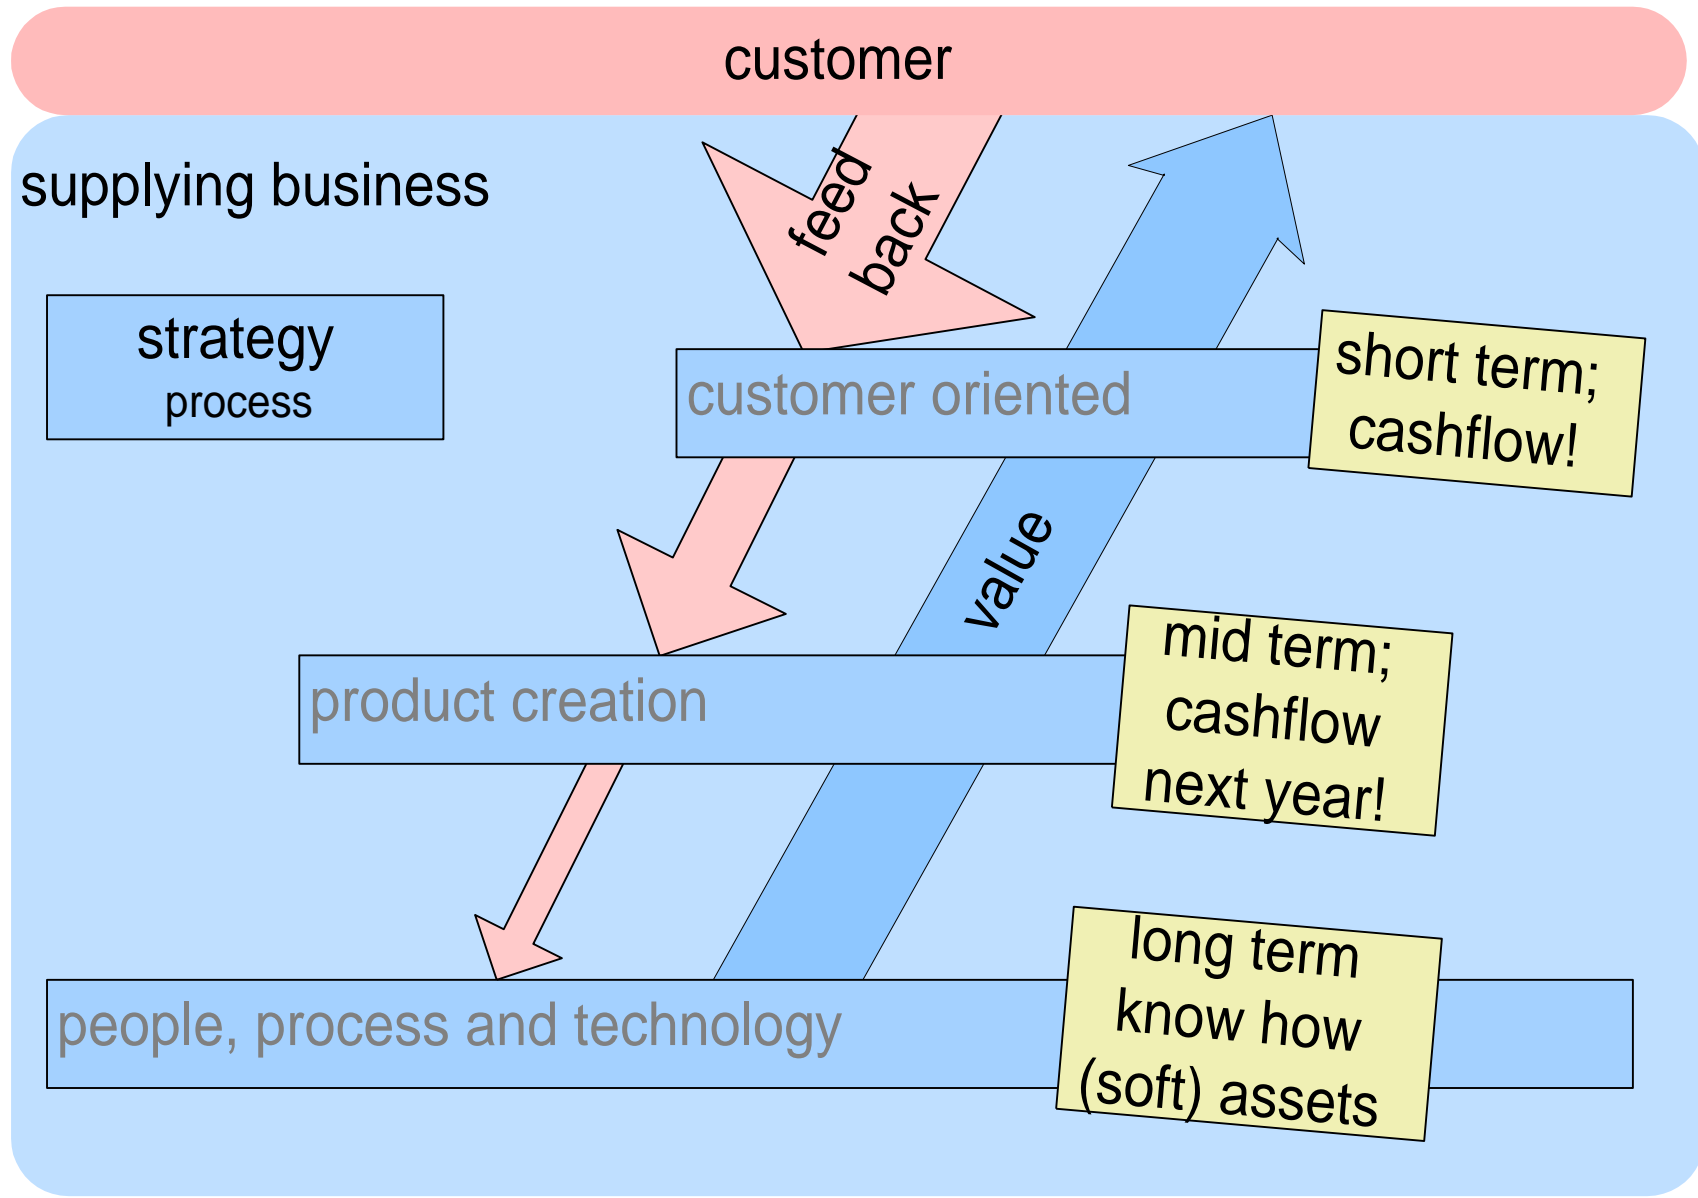 customer
supplying business
feed
back
strategy
process
customer oriented
short term;
cashflow!
value
product creation
mid term;
cashflow
next year!
people, process and technology
long term
know how
(soft) assets